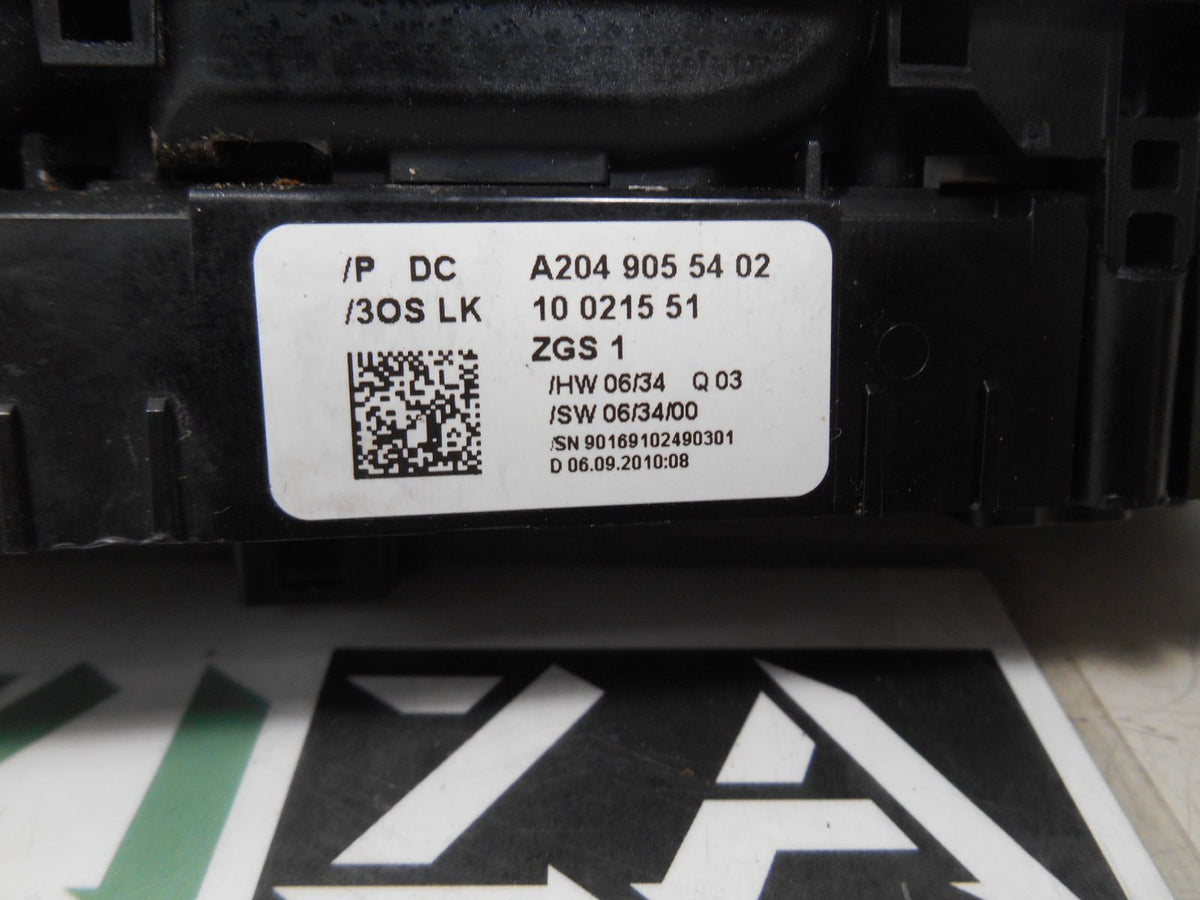 /P DC A204 905 54 02
/3OS LK 10 0215 51
ZGS 1
/HW 06/34 Q 03
/SW 06/34/00
/SN 90169102490301
D 06.09.2010:08
ZA